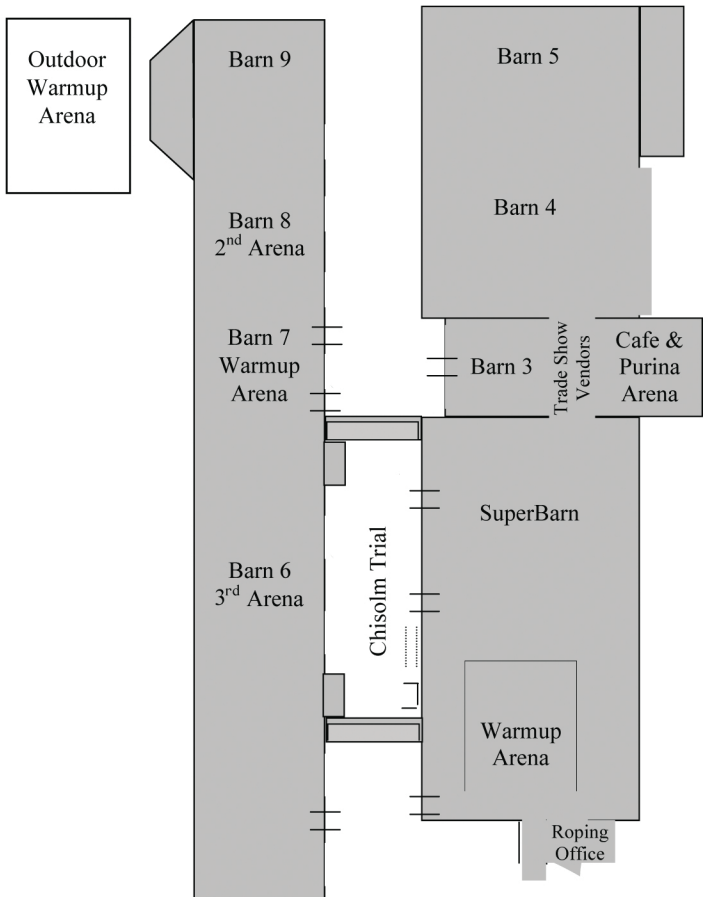 Outdoor
Warmup
Arena
Barn 9
Barn 5
Barn 8
2nd Arena
Barn 4
Barn 7
Warmup
Arena
Barn 3
Trade Show
Vendors
Cafe &
Purina
Arena
SuperBarn
Chisolm Trial
Barn 6
3rd Arena
Warmup
Arena
Roping
Office